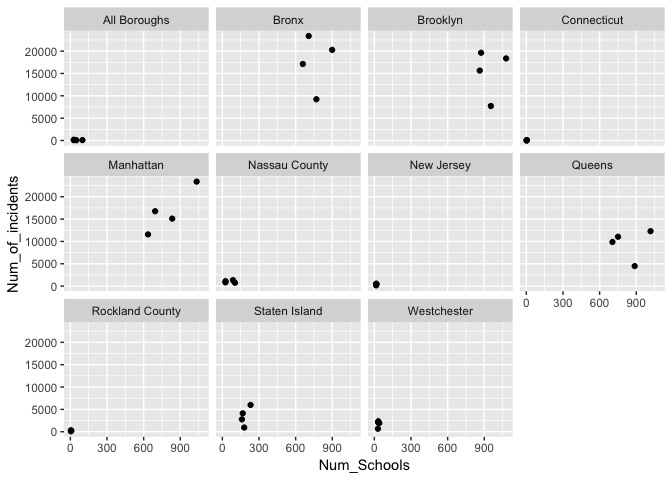 All Boroughs Bronx Brooklyn Connecticut
20000
15000
10000
5000
0
Manhattan Nassau County New Jersey Queens
20000
15000
10000
5000
0
0 300 600 900
Rockland County Staten Island Westchester
20000
15000
10000
5000
0
0 300 600 900 0 300 600 900 0 300 600 900
Num_Schools
Num_of_incidents